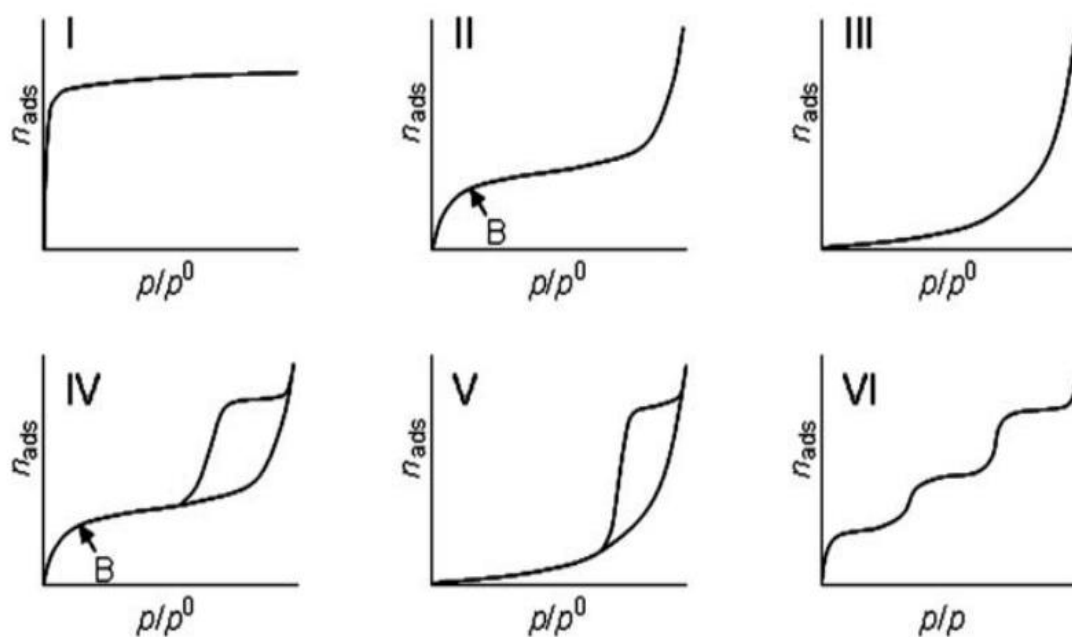 I II III
n_ads n_ads n_ads
B
p/p⁰ p/p⁰ p/p⁰
IV V VI
n_ads n_ads n_ads
B
p/p⁰ p/p⁰ p/p